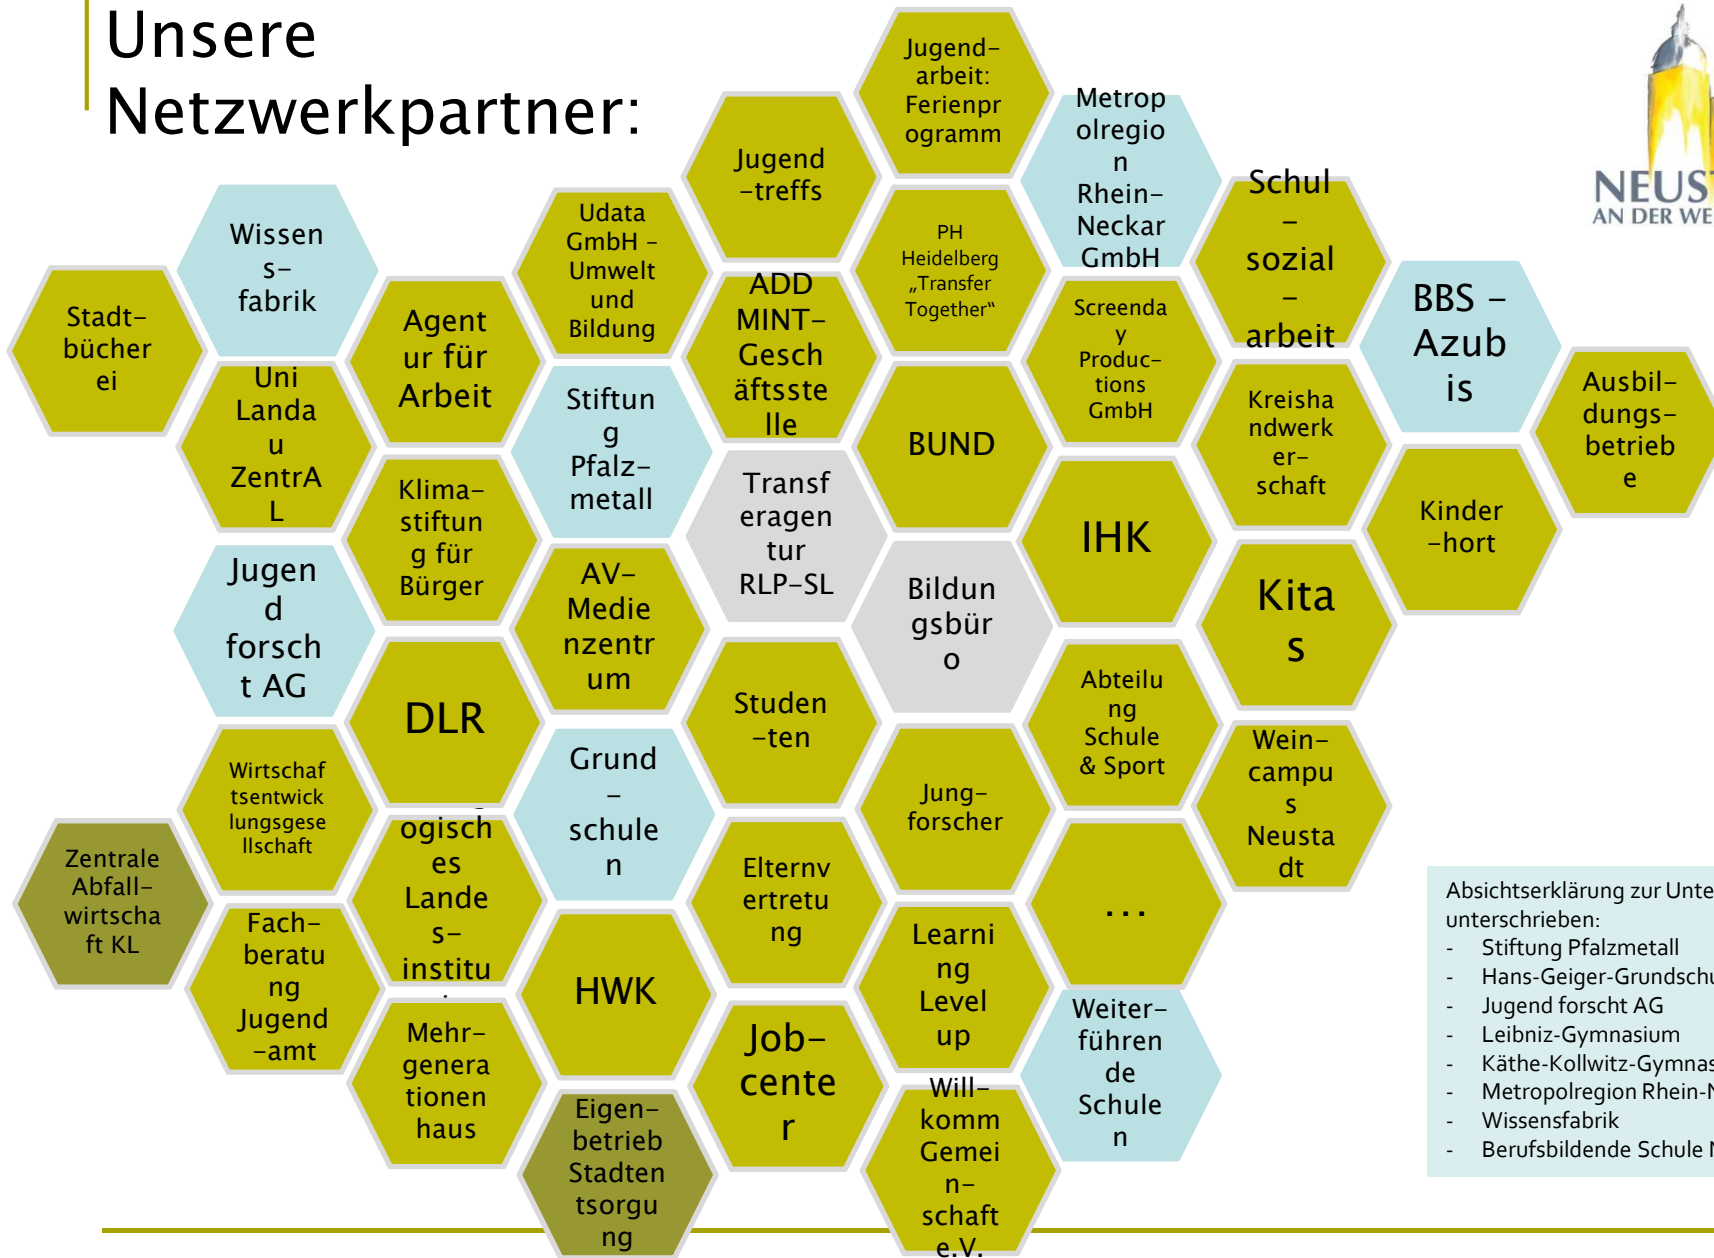 Unsere
Netzwerkpartner:
Jugend-
arbeit:
Ferienpr
ogramm
Metrop
olregio
n
Rhein-
Neckar
GmbH
Jugend
-treffs
Schul
-
sozial
-
arbeit
NEUS
AN DER WE
Wissen
s-
fabrik
Udata
GmbH -
Umwelt
und
Bildung
PH
Heidelberg
„Transfer
Together“
BBS -
Azub
is
Stadt-
bücher
ei
Agent
ur für
Arbeit
ADD
MINT-
Gesch
äftsste
lle
Screenda
y
Produc-
tions
GmbH
Ausbil-
dungs-
betrieb
e
Uni
Landa
u
ZentrA
L
Stiftun
g
Pfalz-
metall
BUND
Kreisha
ndwerk
er-
schaft
Klima-
stiftun
g für
Bürger
Transf
eragen
tur
RLP-SL
IHK
Kinder
-hort
Jugend
forsch
t AG
AV-
Medie
nzentr
um
Bildun
gsbür
o
Kita
s
DLR
Studen
-ten
Abteilu
ng
Schule
& Sport
Wirtschaf
tsentwick
lungsgese
llschaft
Grund
-
schule
n
Jung-
forscher
Wein-
campu
s
Neusta
dt
Zentrale
Abfall-
wirtscha
ft KL
ogisch
es
Lande
s-
institu
Elternv
ertretu
ng
...
Fach-
beratu
ng
Jugend
-amt
HWK
Learni
ng
Level
up
Mehr-
genera
tionen
haus
Job-
cente
r
Weiter-
führen
de
Schule
n
Eigen-
betrieb
Stadten
tsorgu
ng
Will-
komm
Gemei
n-
schaft
e.V.
Absichtserklärung zur Unte
unterschrieben:
- Stiftung Pfalzmetall
- Hans-Geiger-Grundschu
- Jugend forscht AG
- Leibniz-Gymnasium
- Käthe-Kollwitz-Gymnas
- Metropolregion Rhein-N
- Wissensfabrik
- Berufsbildende Schule N